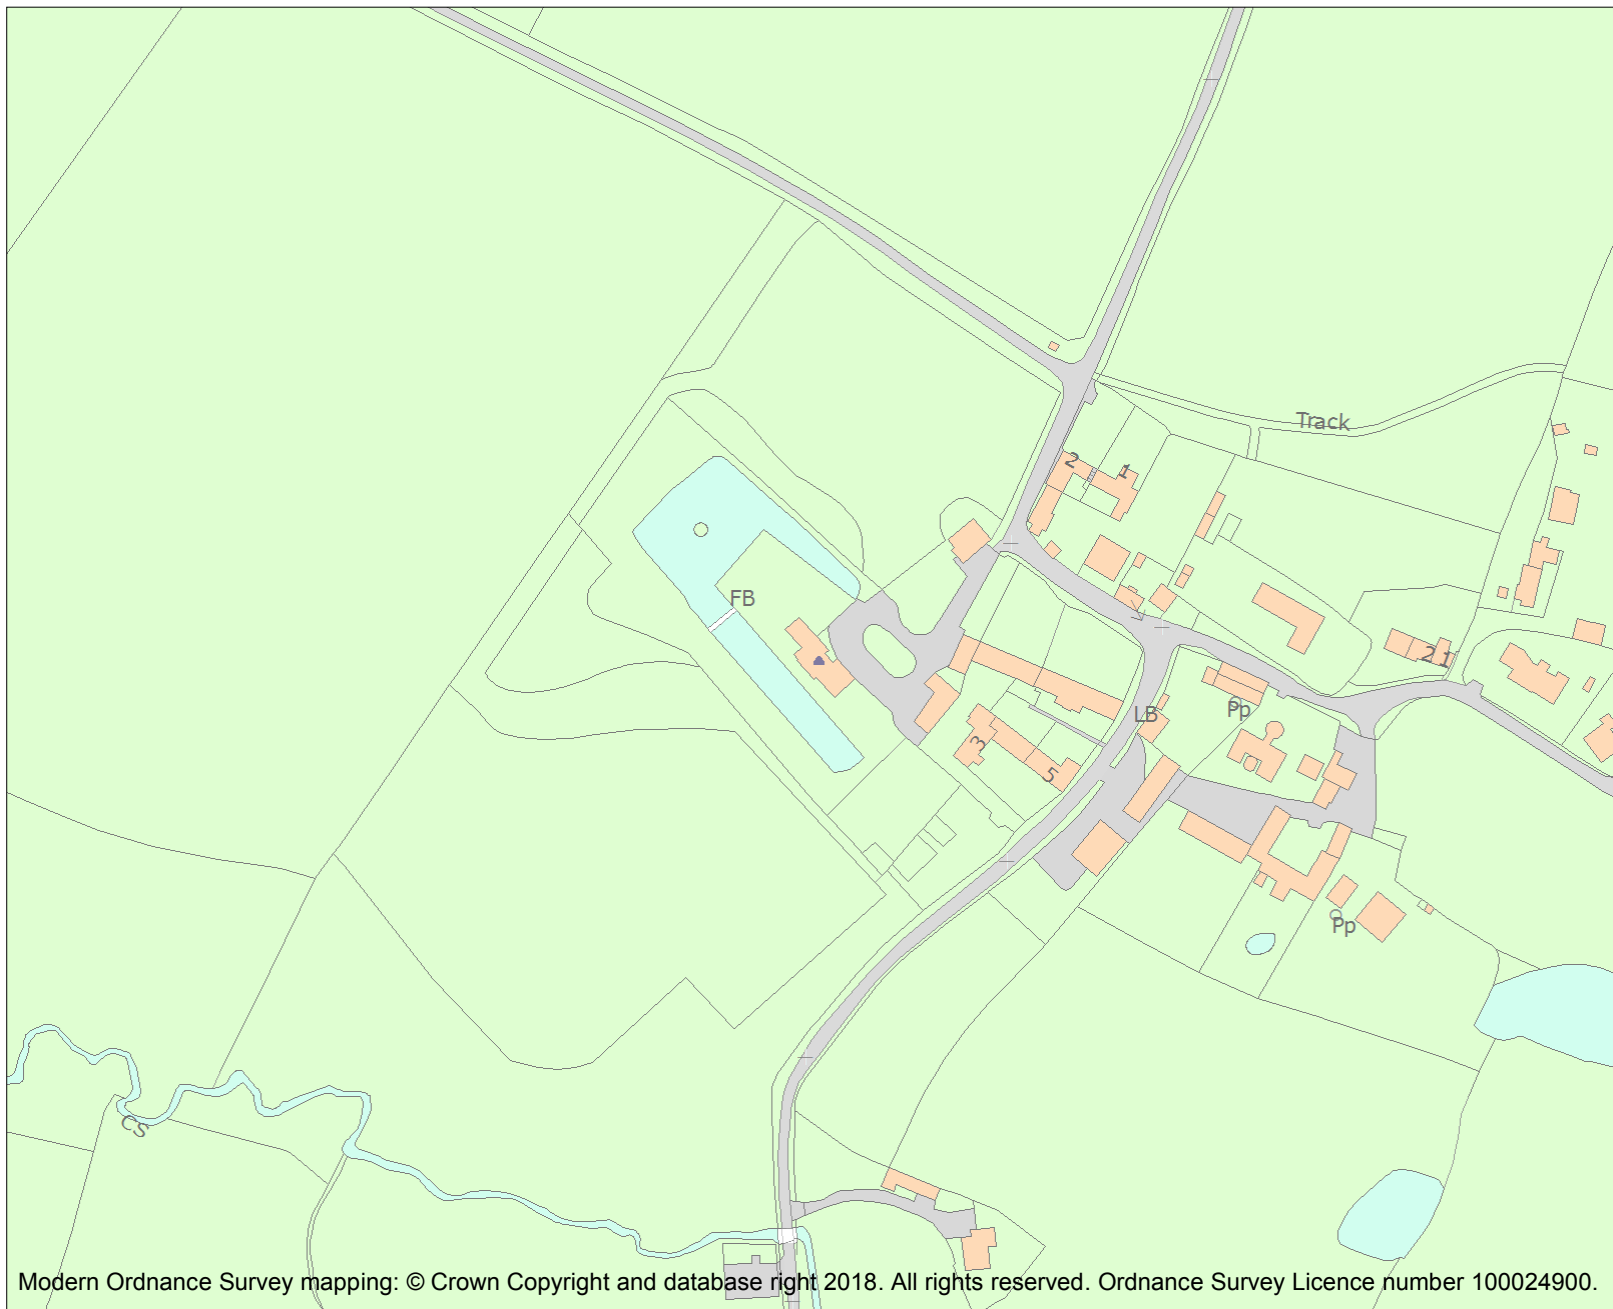 Track
2
1
FB
2 1
LB
Pp
3
5
Pp
CS
Modern Ordnance Survey mapping: © Crown Copyright and database right 2018. All rights reserved. Ordnance Survey Licence number 100024900.